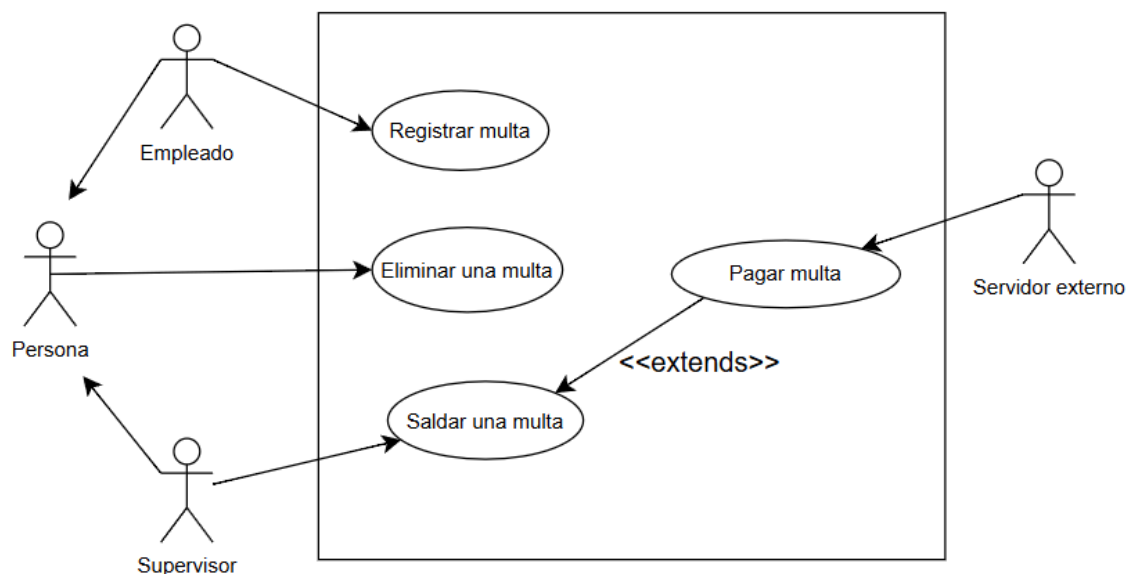 Empleado
Registrar multa
Eliminar una multa
Pagar multa
Servidor externo
Persona
<<extends>>
Saldar una multa
Supervisor